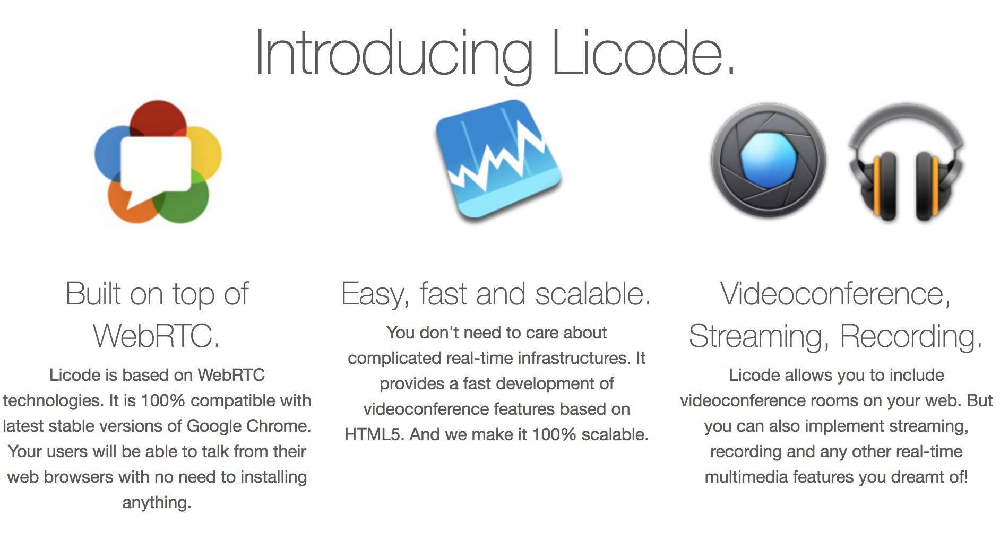 Introducing Licode.
Built on top of
WebRTC.
Licode is based on WebRTC
technologies. It is 100% compatible with
latest stable versions of Google Chrome.
Your users will be able to talk from their
web browsers with no need to installing
anything.
Easy, fast and scalable.
You don't need to care about
complicated real-time infrastructures. It
provides a fast development of
videoconference features based on
HTML5. And we make it 100% scalable.
Videoconference,
Streaming, Recording.
Licode allows you to include
videoconference rooms on your web. But
you can also implement streaming,
recording and any other real-time
multimedia features you dreamt of!